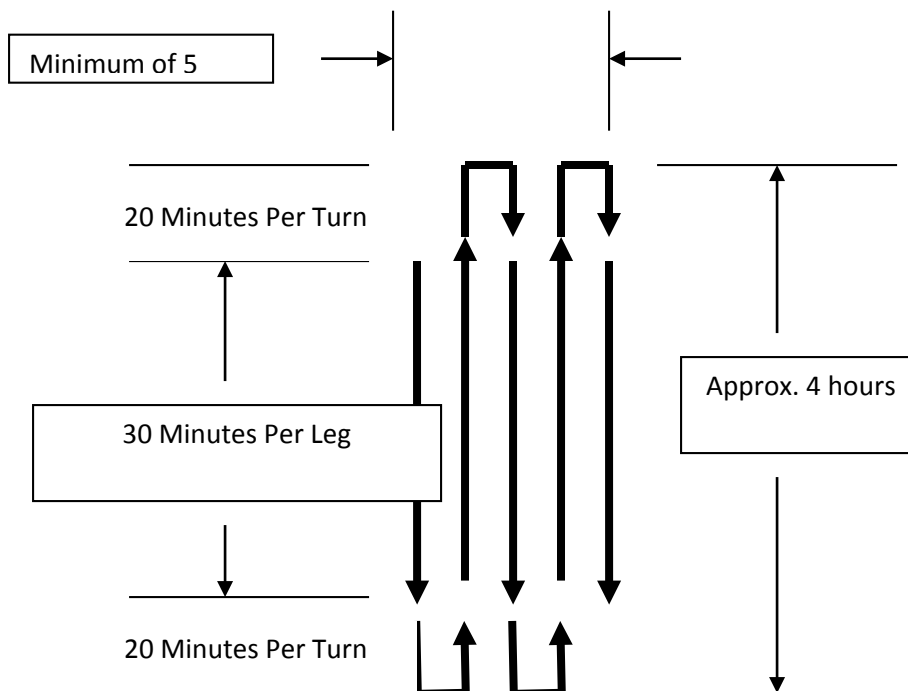 Minimum of 5
20 Minutes Per Turn
30 Minutes Per Leg
Approx. 4 hours
20 Minutes Per Turn